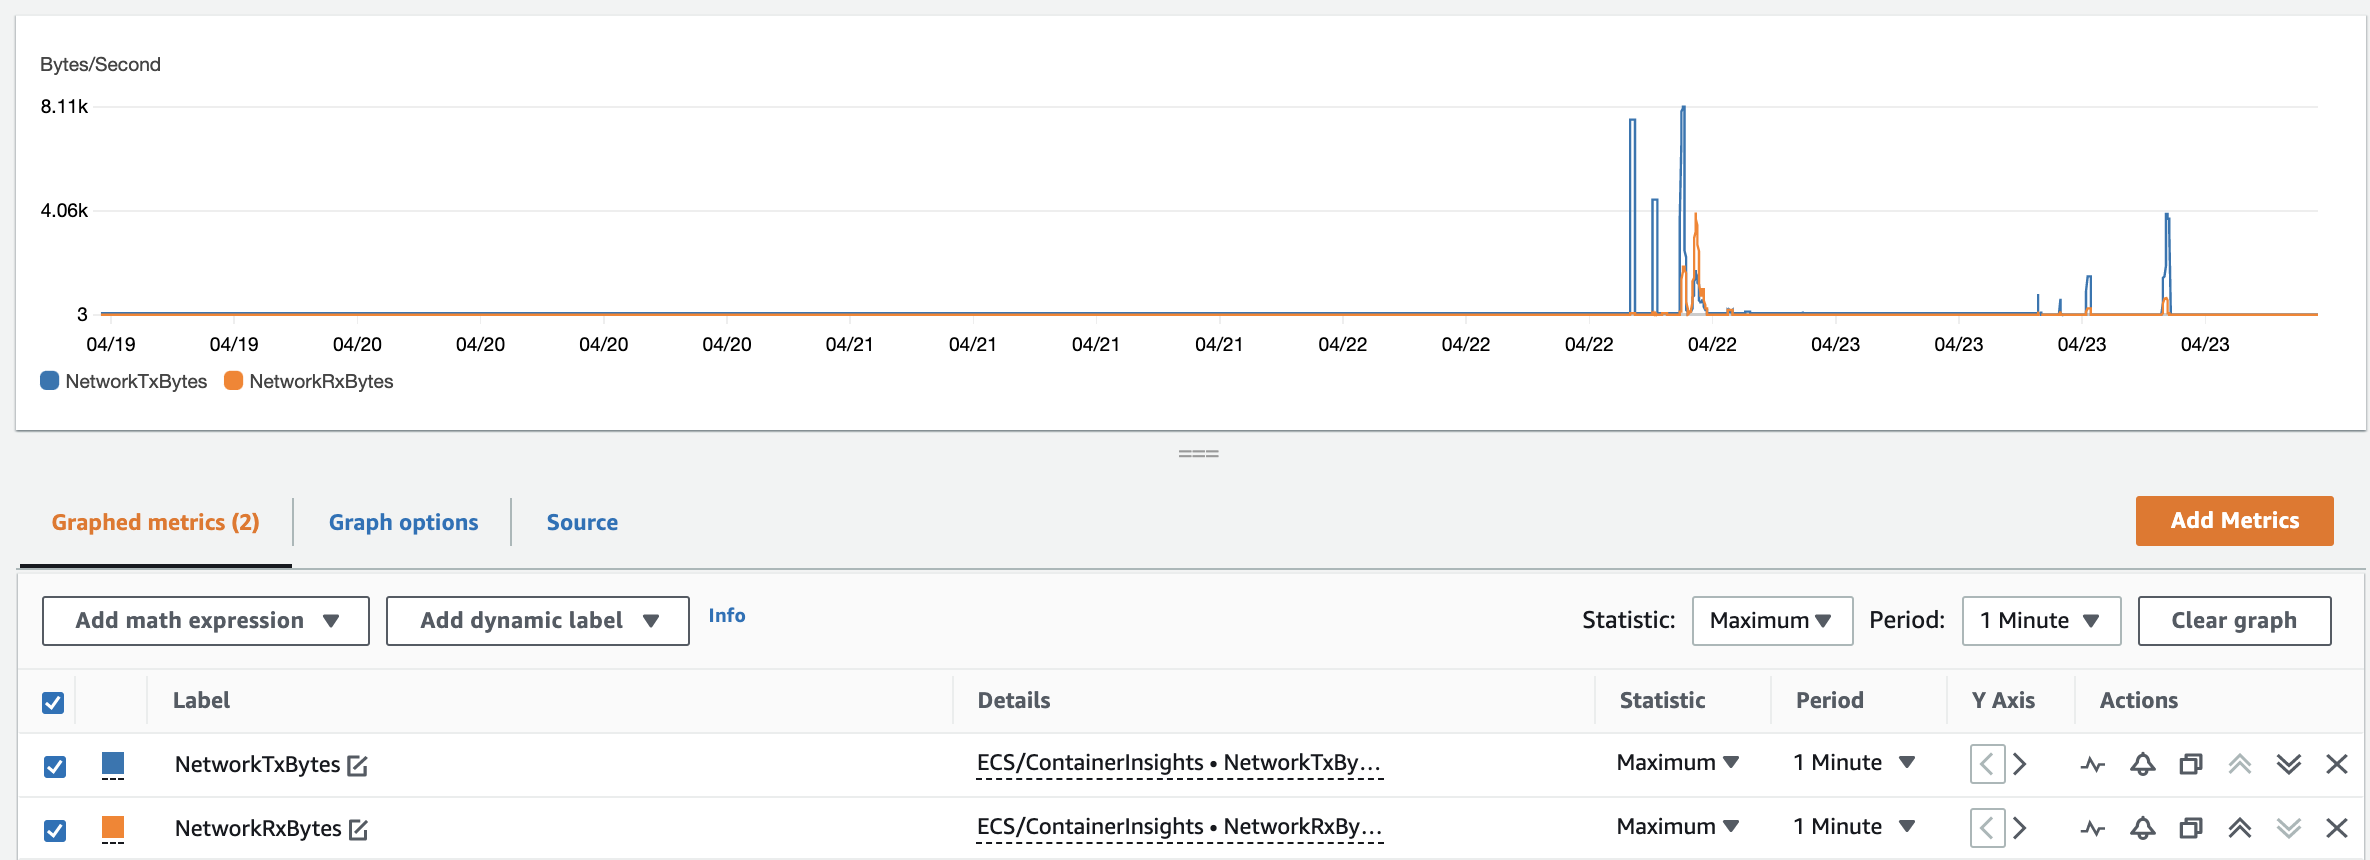 Bytes/Second
8.11k
4.06k
3
04/19 04/19 04/20 04/20 04/20 04/20 04/21 04/21 04/21 04/21 04/22 04/22 04/22 04/22 04/23 04/23 04/23 04/23
NetworkTxBytes NetworkRxBytes
Graphed metrics (2) Graph options Source Add Metrics
Add math expression Add dynamic label Info Statistic: Maximum Period: 1 Minute Clear graph
Label Details Statistic Period Y Axis Actions
NetworkTxBytes ECS/ContainerInsights • NetworkTxBy... Maximum 1 Minute
NetworkRxBytes ECS/ContainerInsights • NetworkRxBy... Maximum 1 Minute